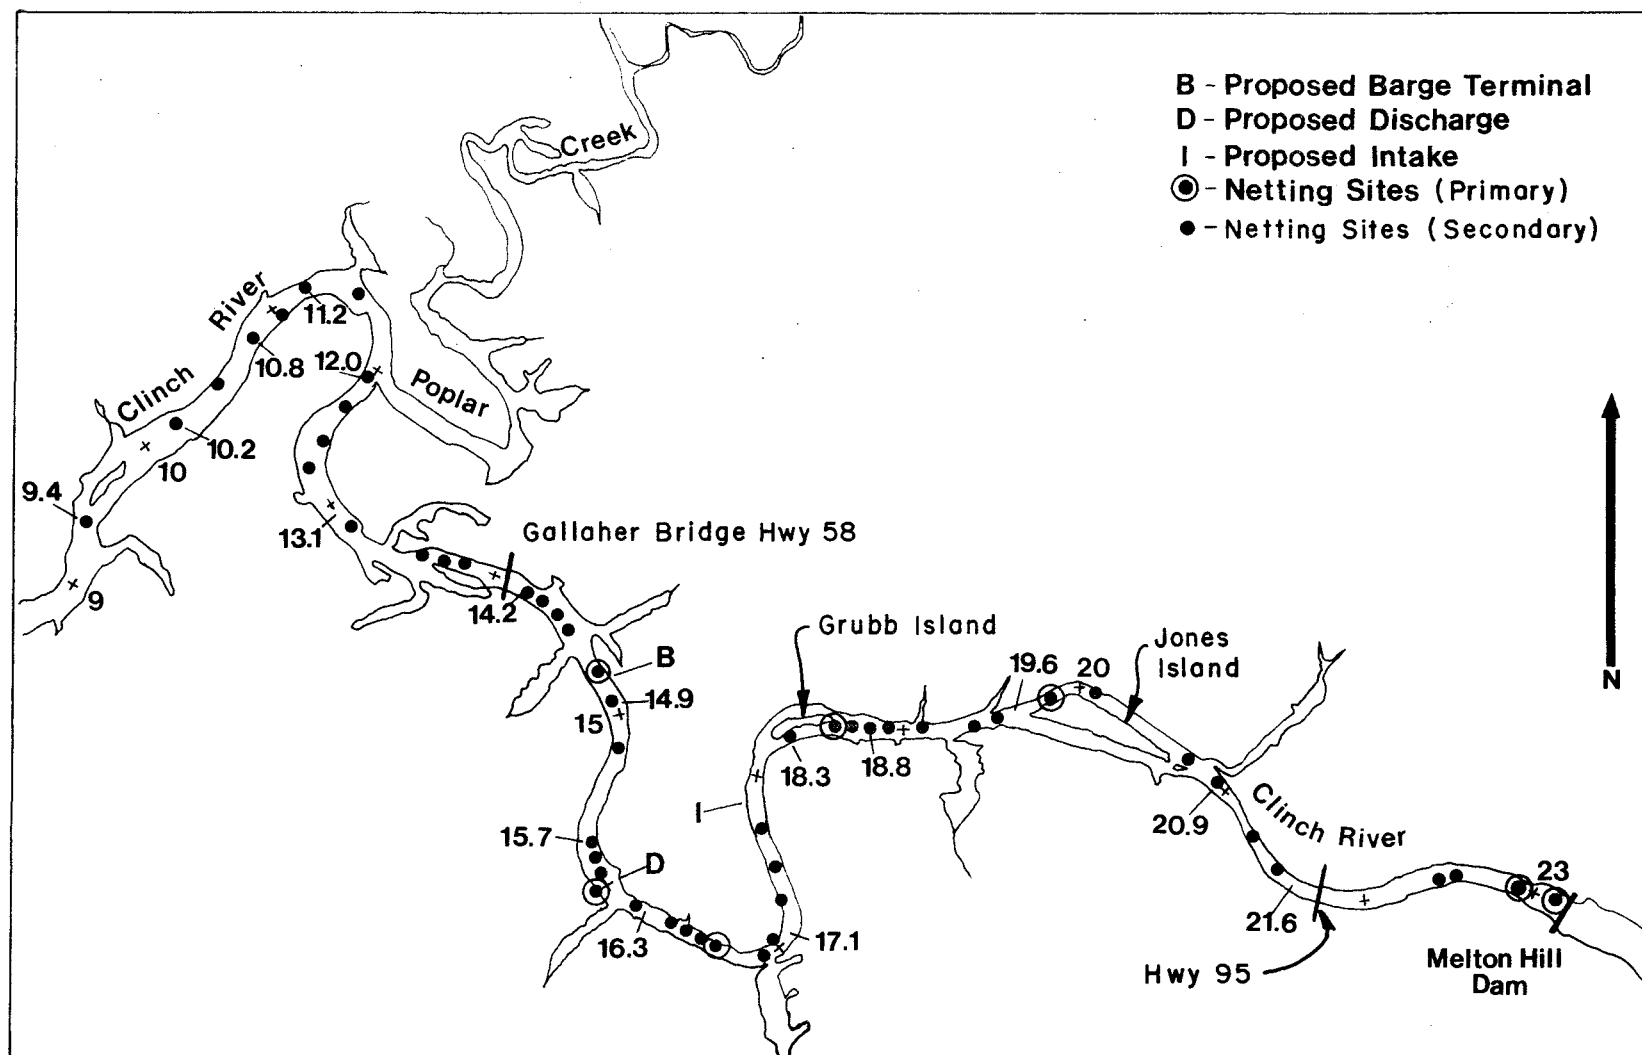 B - Proposed Barge Terminal
D - Proposed Discharge
I - Proposed Intake
- Netting Sites (Primary)
- Netting Sites (Secondary)
Creek
River
11.2
10.8
12.0
Clinch
Poplar
10.2
10
9.4
13.1
9
Gallaher Bridge Hwy 58
14.2
Grubb Island
Jones
Island
B
19.6
20
14.9
15
N
18.3
18.8
I
Clinch River
20.9
15.7
D
23
21.6
16.3
17.1
Hwy 95
Melton Hill
Dam